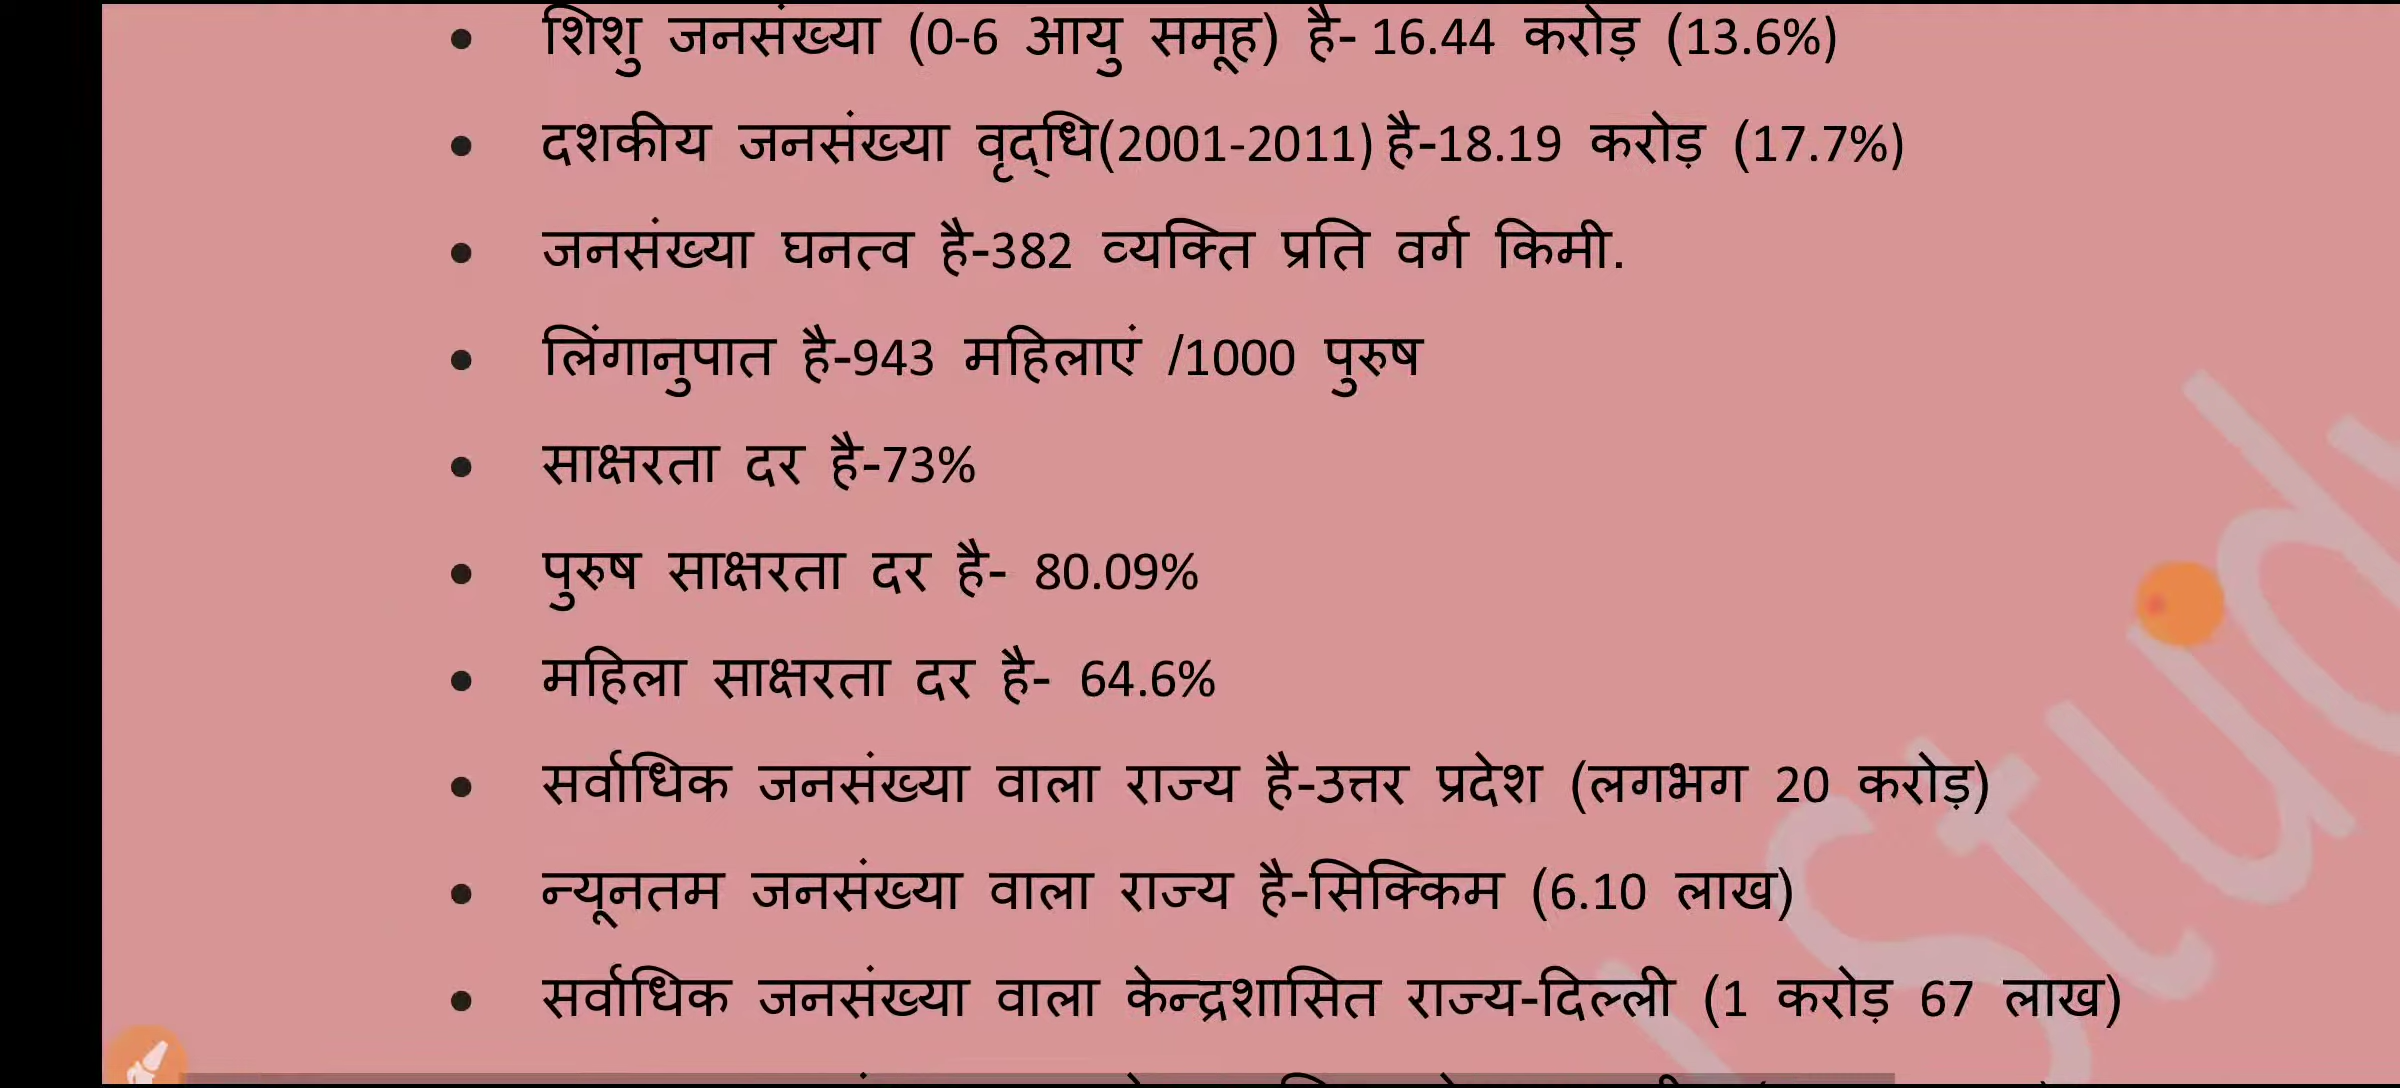 • शिशु जनसंख्या (0-6 आयु समूह) है- 16.44 करोड़ (13.6%)
• दशकीय जनसंख्या वृद्धि(2001-2011) है-18.19 करोड़ (17.7%)
• जनसंख्या घनत्व है-382 व्यक्ति प्रति वर्ग किमी.
• लिंगानुपात है-943 महिलाएं /1000 पुरुष
• साक्षरता दर है-73%
• पुरुष साक्षरता दर है- 80.09%
• महिला साक्षरता दर है- 64.6%
• सर्वाधिक जनसंख्या वाला राज्य है-उत्तर प्रदेश (लगभग 20 करोड़)
• न्यूनतम जनसंख्या वाला राज्य है-सिक्किम (6.10 लाख)
• सर्वाधिक जनसंख्या वाला केन्द्रशासित राज्य-दिल्ली (1 करोड़ 67 लाख)